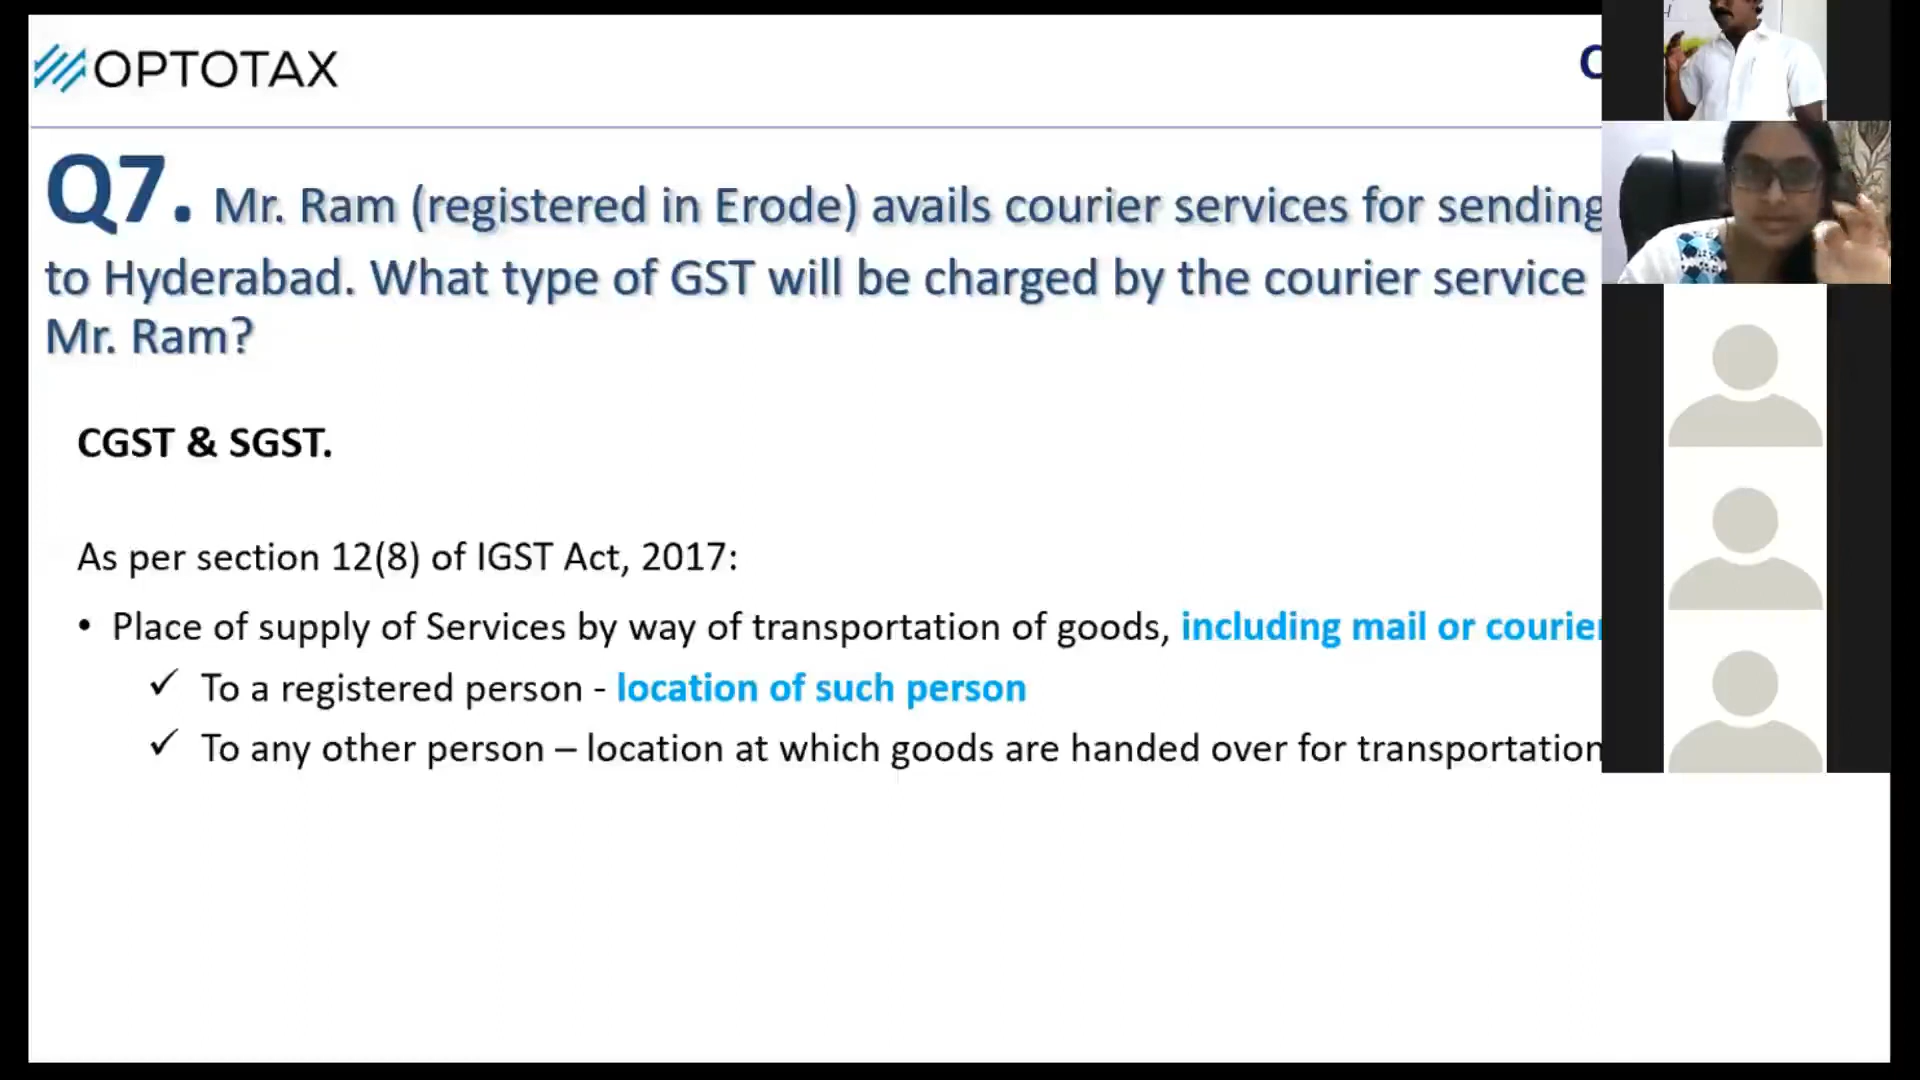 OPTOTAX
Q7. Mr. Ram (registered in Erode) avails courier services for sending
to Hyderabad. What type of GST will be charged by the courier service
Mr. Ram?
CGST & SGST.
As per section 12(8) of IGST Act, 2017:
• Place of supply of Services by way of transportation of goods, including mail or courier
✓ To a registered person - location of such person
✓ To any other person – location at which goods are handed over for transportation